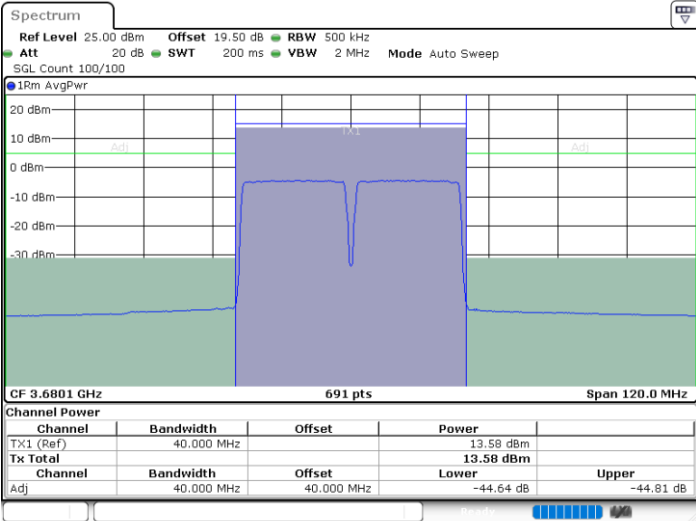 Spectrum
Ref Level 25.00 dBm Offset 19.50 dB RBW 500 kHz
Att 20 dB SWT 200 ms VBW 2 MHz Mode Auto Sweep
SGL Count 100/100
1Rm AvgPwr
20 dBm
TX1
10 dBm
Adj Adj
0 dBm
-10 dBm
-20 dBm
-30 dBm
CF 3.6801 GHz 691 pts Span 120.0 MHz
Channel Power
Channel Bandwidth Offset Power
TX1 (Ref) 40.000 MHz 13.58 dBm
Tx Total 13.58 dBm
Channel Bandwidth Offset Lower Upper
Adj 40.000 MHz 40.000 MHz -44.64 dB -44.81 dB
Ready